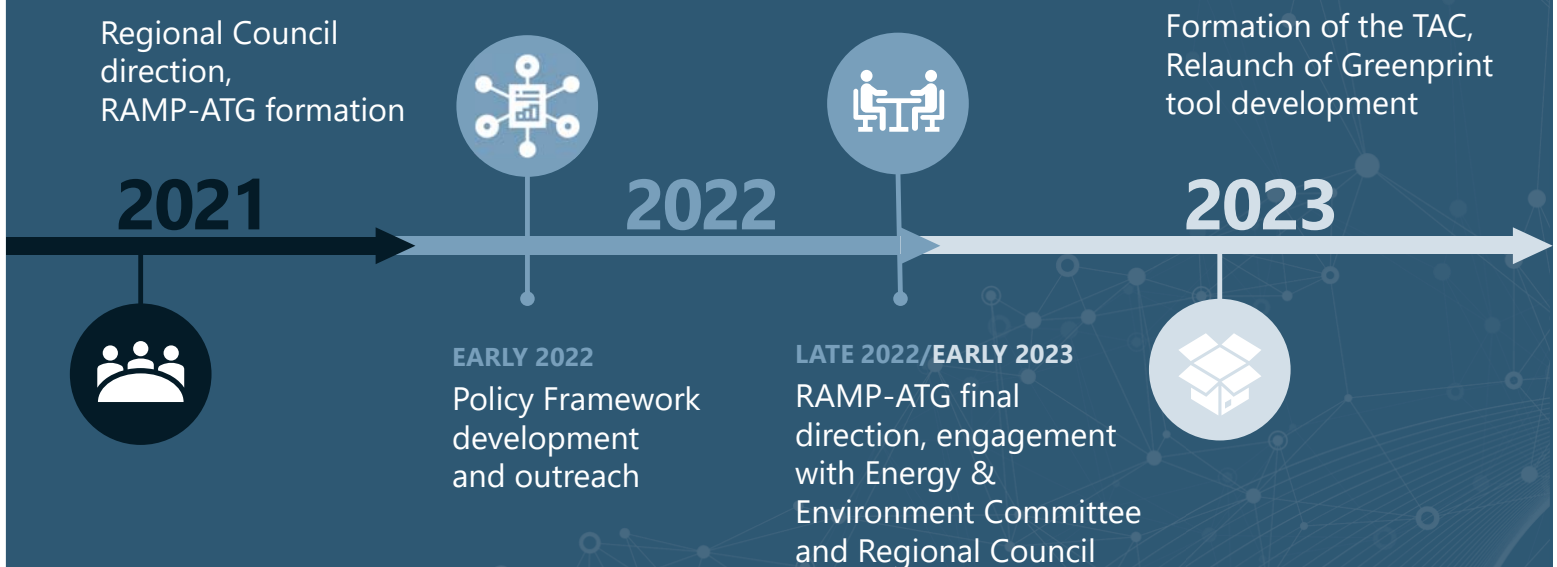 Regional Council
direction,
RAMP-ATG formation
2021
EARLY 2022
Policy Framework
development
and outreach
2022
LATE 2022/EARLY 2023
RAMP-ATG final
direction, engagement
with Energy &
Environment Committee
and Regional Council
Formation of the TAC,
Relaunch of Greenprint
tool development
2023